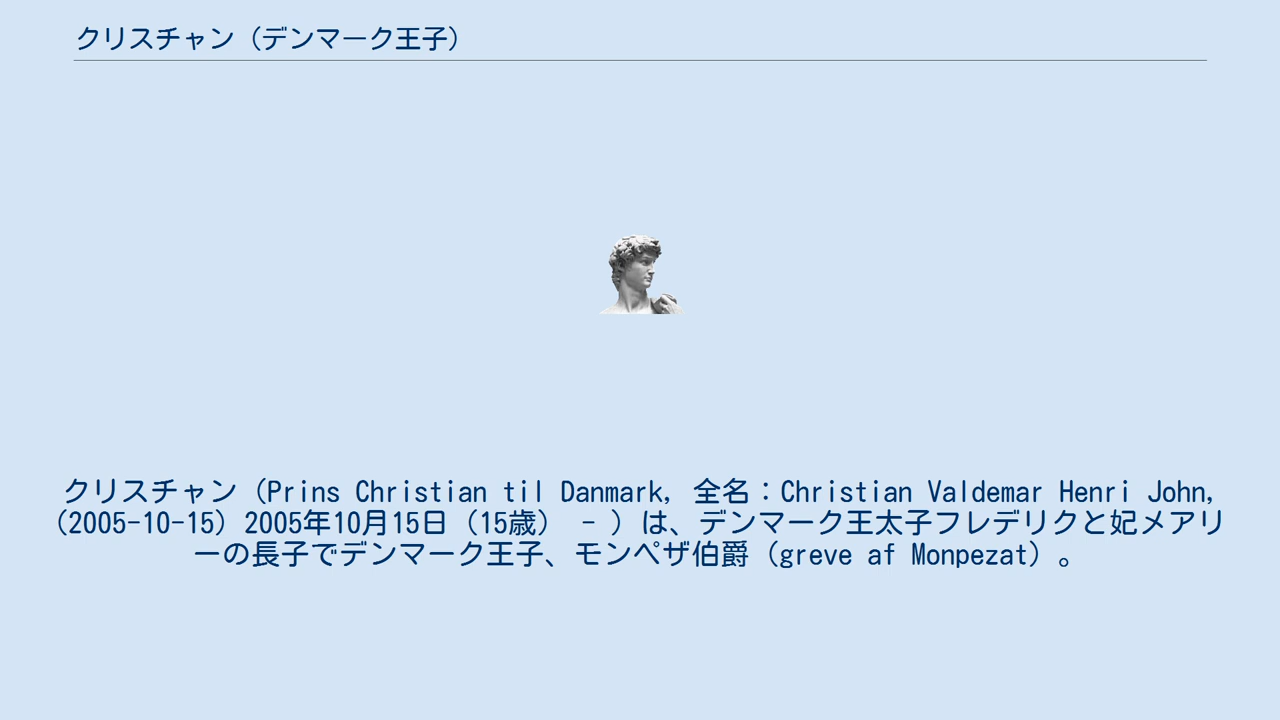 クリスチャン（デンマーク王子）
クリスチャン（Prins Christian til Danmark, 全名：Christian Valdemar Henri John,
（2005-10-15）2005年10月15日（15歳） - ）は、デンマーク王太子フレデリクと妃メアリ
ーの長子でデンマーク王子、モンペザ伯爵（greve af Monpezat）。